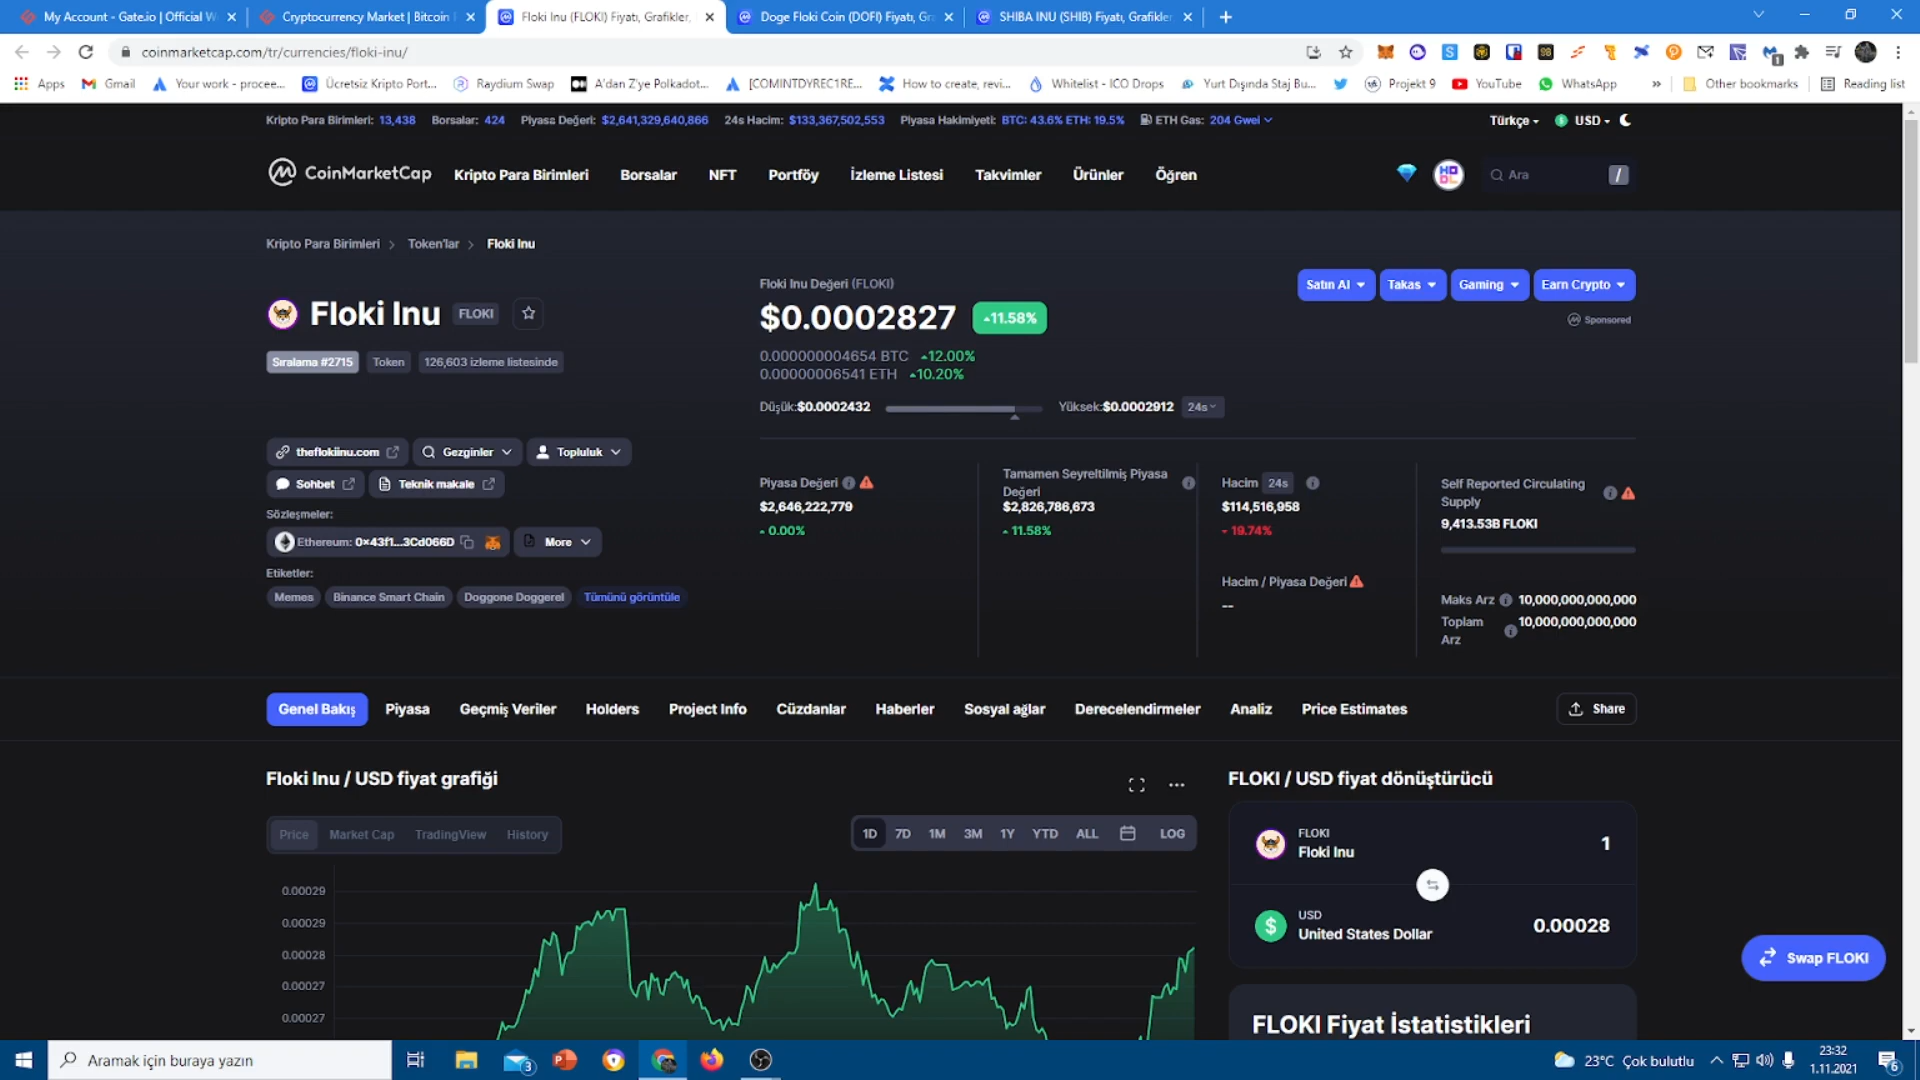 My Account - Gate.io | Official W
Cryptocurrency Market | Bitcoin
Floki Inu (FLOKI) Fiyatı, Grafikler,
Doge Floki Coin (DOFI) Fiyatı, Gr
SHIBA INU (SHIB) Fiyatı, Grafikler
coinmarketcap.com/tr/currencies/floki-inu/
Apps Gmail Your work - procee... Ücretsiz Kripto Port... Raydium Swap A'dan Z'ye Polkadot... [COMINTDYREC1RE... How to create, revi... Whitelist - ICO Drops Yurt Dışında Staj Bu... Projekt 9 YouTube WhatsApp » Other bookmarks Reading list
Kripto Para Birimleri: 13,438 Borsalar: 424 Piyasa Değeri: $2,641,329,640,866 24s Hacim: $133,367,502,553 Piyasa Hakimiyeti: BTC: 43.6% ETH: 19.5% ETH Gas: 204 Gwei Türkçe USD
CoinMarketCap Kripto Para Birimleri Borsalar NFT Portföy İzleme Listesi Takvimler Ürünler Öğren Ara /
Kripto Para Birimleri > Token'lar > Floki Inu
Floki Inu FLOKI
Sıralama #2715 Token 126,603 izleme listesinde
Floki Inu Değeri (FLOKI)
$0.0002827 11.58%
0.000000004654 BTC 12.00%
0.00000006541 ETH 10.20%
Düşük:$0.0002432 Yüksek:$0.0002912 24s
Satın Al Takas Gaming Earn Crypto
Sponsored
theflokiinu.com Gezginler Topluluk
Sohbet Teknik makale
Sözleşmeler:
Ethereum: 0x43f1...3Cd066D More
Etiketler:
Memes Binance Smart Chain Doggone Doggerel Tümünü görüntüle
Piyasa Değeri
$2,646,222,779
0.00%
Tamamen Seyreltilmiş Piyasa
Değeri
$2,826,786,673
11.58%
Hacim 24s
$114,516,958
19.74%
Hacim / Piyasa Değeri
--
Self Reported Circulating
Supply
9,413.53B FLOKI
Maks Arz 10,000,000,000,000
Toplam
Arz 10,000,000,000,000
Genel Bakış Piyasa Geçmiş Veriler Holders Project Info Cüzdanlar Haberler Sosyal ağlar Derecelendirmeler Analiz Price Estimates Share
Floki Inu / USD fiyat grafiği
Price Market Cap TradingView History
1D 7D 1M 3M 1Y YTD ALL LOG
0.00029
0.00029
0.00028
0.00027
0.00027
FLOKI / USD fiyat dönüştürücü
FLOKI
Floki Inu 1
USD
United States Dollar 0.00028
$
Swap FLOKI
FLOKI Fiyat İstatistikleri
Aramak için buraya yazın
3
23°C Çok bulutlu
23:32
1.11.2021
6